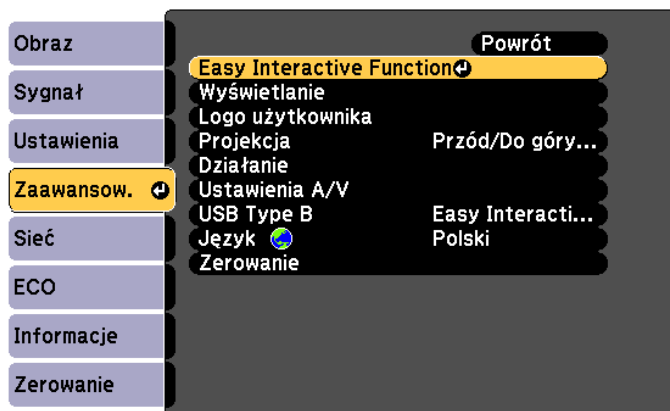 Obraz
Sygnał
Ustawienia
Zaawansow.
Sieć
ECO
Informacje
Zerowanie
Powrót
Easy Interactive Function
Wyświetlanie
Logo użytkownika
Projekcja Przód/Do góry...
Działanie
Ustawienia A/V
USB Type B Easy Interacti...
Język Polski
Zerowanie